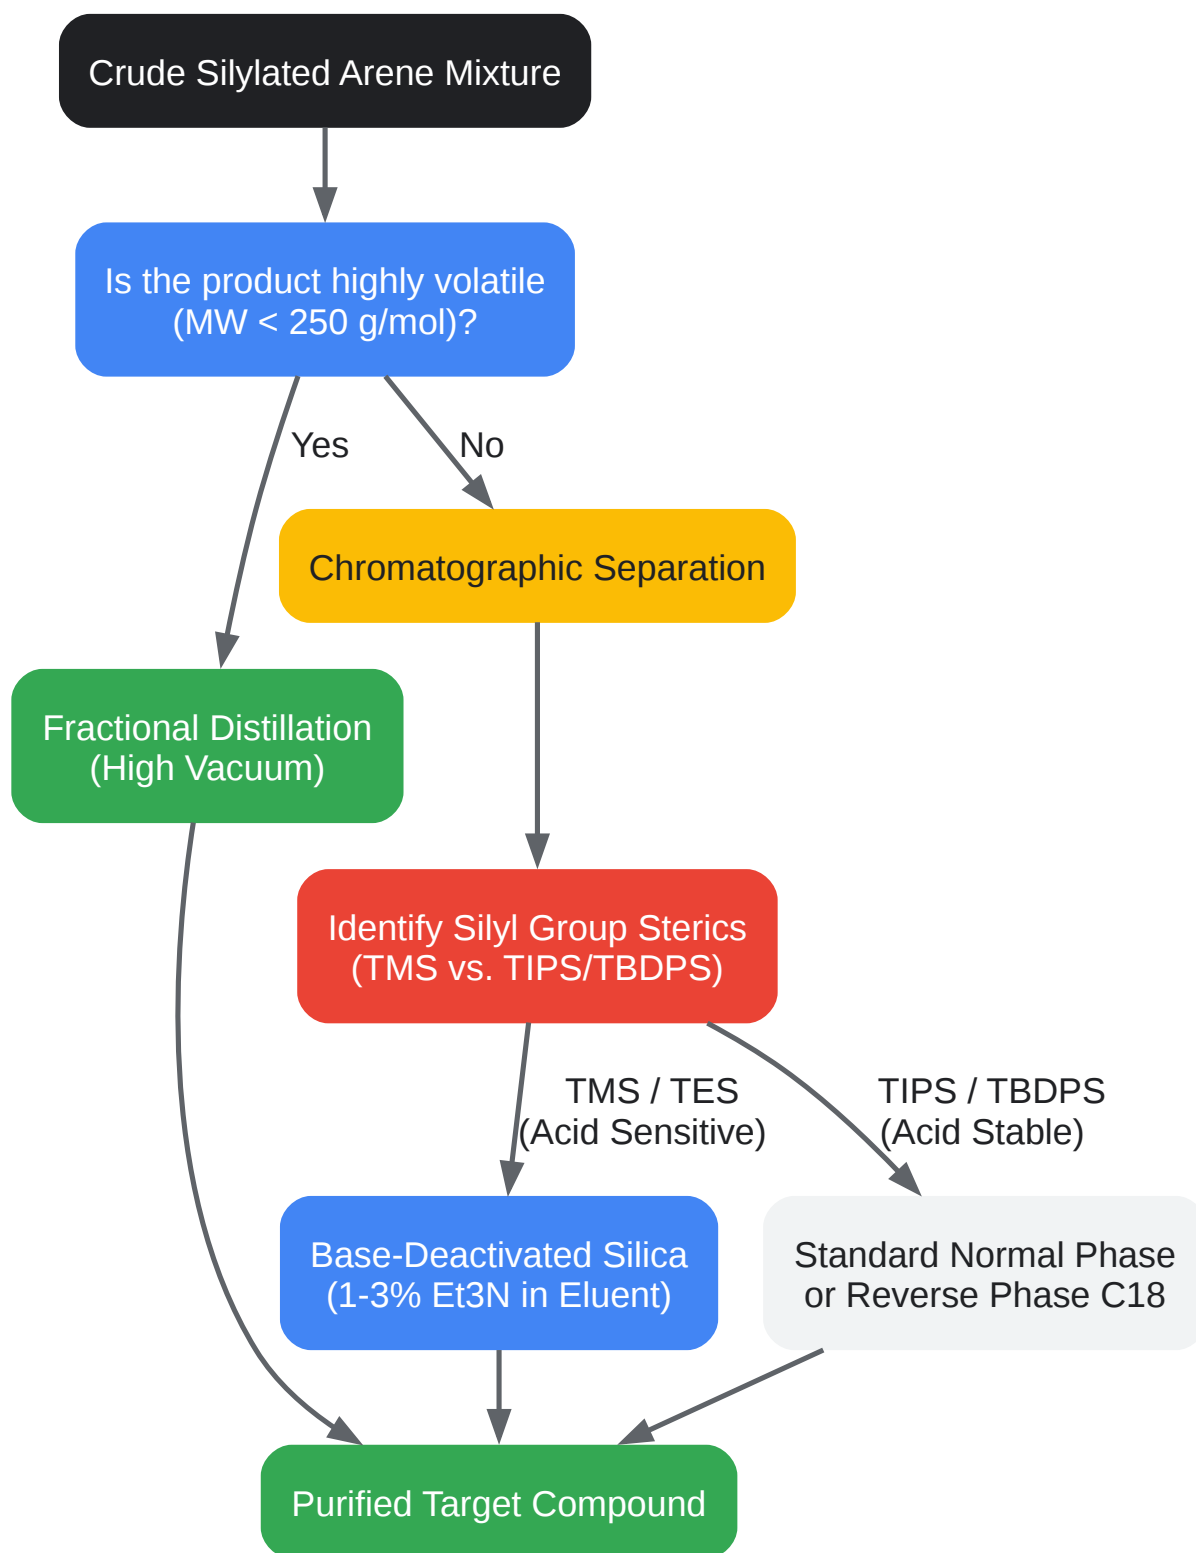 Crude Silylated Arene Mixture
Is the product highly volatile
(MW < 250 g/mol)?
Yes
No
Chromatographic Separation
Fractional Distillation
(High Vacuum)
Identify Silyl Group Sterics
(TMS vs. TIPS/TBDPS)
TMS / TES
(Acid Sensitive)
TIPS / TBDPS
(Acid Stable)
Base-Deactivated Silica
(1-3% Et3N in Eluent)
Standard Normal Phase
or Reverse Phase C18
Purified Target Compound